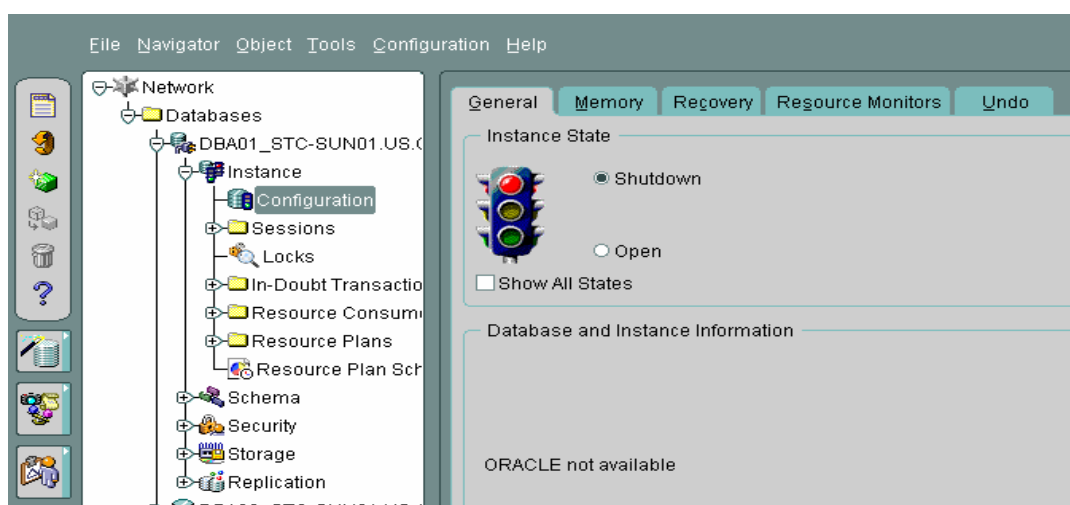 File Navigator Object Tools Configuration Help
Network
Databases
DBA01_STC-SUN01.US.
Instance
Configuration
Sessions
Locks
In-Doubt Transactio
Resource Consum
Resource Plans
Resource Plan Sch
Schema
Security
Storage
Replication
General Memory Recovery Resource Monitors Undo
Instance State
Shutdown
Open
Show All States
Database and Instance Information
ORACLE not available